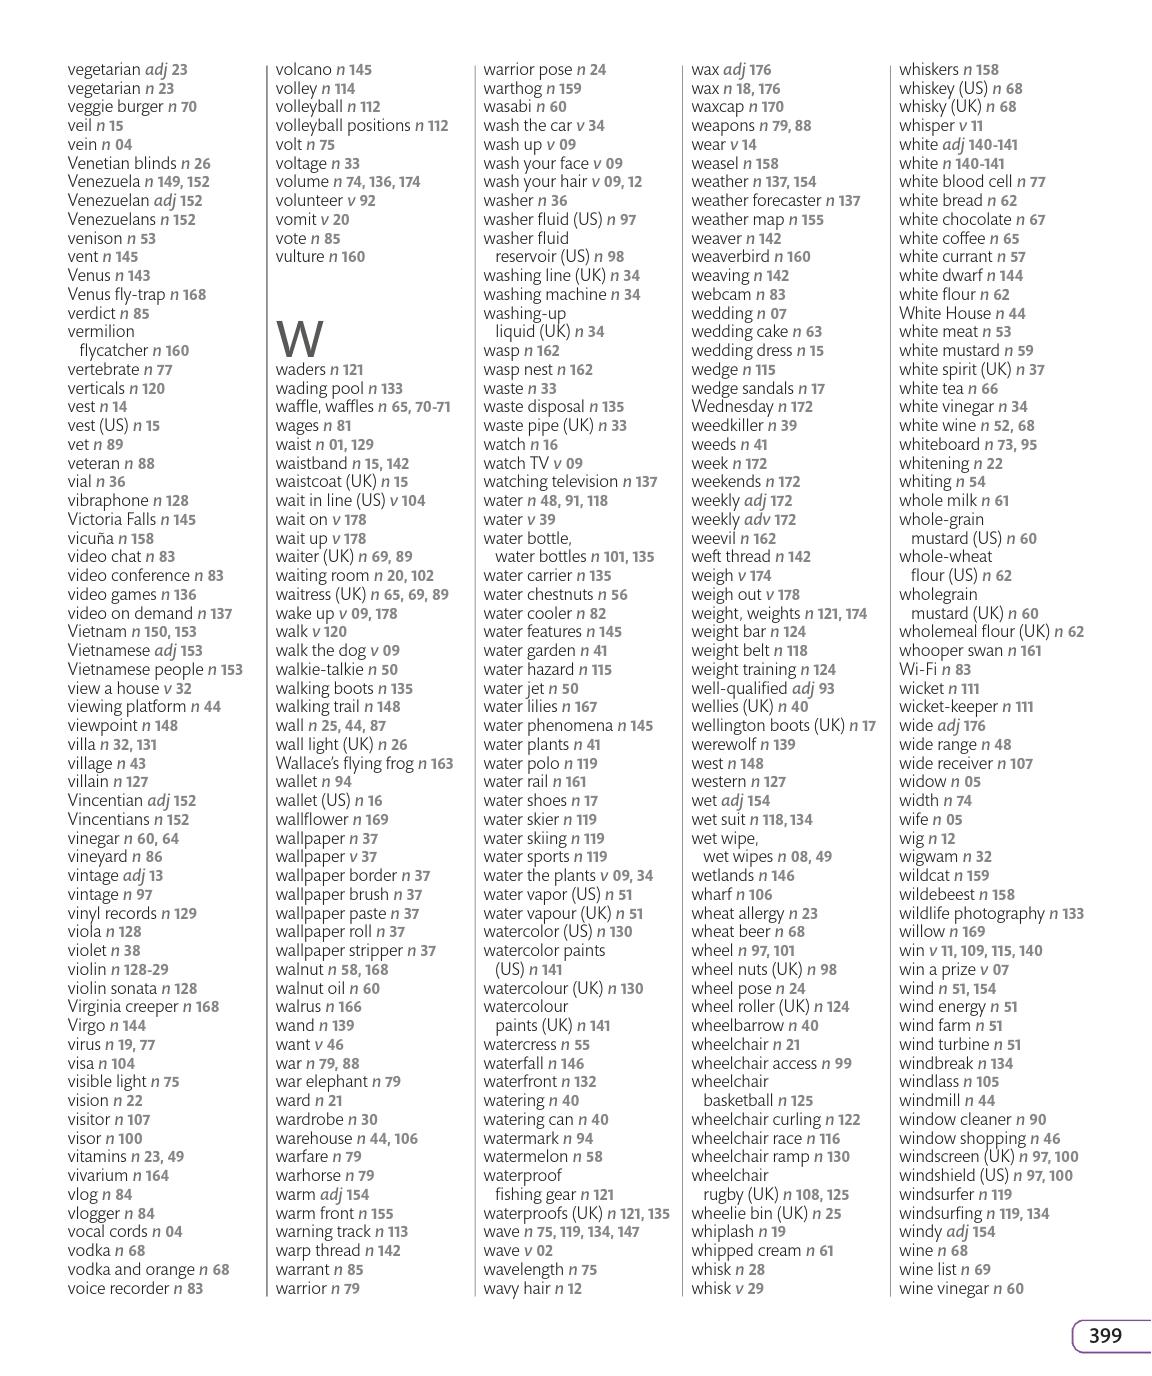 vegetarian adj 23
vegetarian n 23
veggie burger n 70
veil n 15
vein n 04
Venetian blinds n 26
Venezuela n 149, 152
Venezuelan adj 152
Venezuelans n 152
venison n 53
vent n 145
Venus n 143
Venus fly-trap n 168
verdict n 85
vermilion
flycatcher n 160
vertebrate n 77
verticals n 120
vest n 14
vest (US) n 15
vet n 89
veteran n 88
vial n 36
vibraphone n 128
Victoria Falls n 145
vicuña n 158
video chat n 83
video conference n 83
video games n 136
video on demand n 137
Vietnam n 150, 153
Vietnamese adj 153
Vietnamese people n 153
view a house v 32
viewing platform n 44
viewpoint n 148
villa n 32, 131
village n 43
villain n 127
Vincentian adj 152
Vincentians n 152
vinegar n 60, 64
vineyard n 86
vintage adj 13
vintage n 97
vinyl records n 129
viola n 128
violet n 38
violin n 128-29
violin sonata n 128
Virginia creeper n 168
Virgo n 144
virus n 19, 77
visa n 104
visible light n 75
vision n 22
visitor n 107
visor n 100
vitamins n 23, 49
vivarium n 164
vlog n 84
vlogger n 84
vocal cords n 04
vodka n 68
vodka and orange n 68
voice recorder n 83
volcano n 145
volley n 114
volleyball n 112
volleyball positions n 112
volt n 75
voltage n 33
volume n 74, 136, 174
volunteer v 92
vomit v 20
vote n 85
vulture n 160
W
waders n 121
wading pool n 133
waffle, waffles n 65, 70-71
wages n 81
waist n 01, 129
waistband n 15, 142
waistcoat (UK) n 15
wait in line (US) v 104
wait on v 178
wait up v 178
waiter (UK) n 69, 89
waiting room n 20, 102
waitress (UK) n 65, 69, 89
wake up v 09, 178
walk v 120
walk the dog v 09
walkie-talkie n 50
walking boots n 135
walking trail n 148
wall n 25, 44, 87
wall light (UK) n 26
Wallace's flying frog n 163
wallet n 94
wallet (US) n 16
wallflower n 169
wallpaper n 37
wallpaper v 37
wallpaper border n 37
wallpaper brush n 37
wallpaper paste n 37
wallpaper roll n 37
wallpaper stripper n 37
walnut n 58, 168
walnut oil n 60
walrus n 166
wand n 139
want v 46
war n 79, 88
war elephant n 79
ward n 21
wardrobe n 30
warehouse n 44, 106
warfare n 79
warhorse n 79
warm adj 154
warm front n 155
warning track n 113
warp thread n 142
warrant n 85
warrior n 79
warrior pose n 24
warthog n 159
wasabi n 60
wash the car v 34
wash up v 09
wash your face v 09
wash your hair v 09, 12
washer n 36
washer fluid (US) n 97
washer fluid
reservoir (US) n 98
washing line (UK) n 34
washing machine n 34
washing-up
liquid (UK) n 34
wasp n 162
wasp nest n 162
waste n 33
waste disposal n 135
waste pipe (UK) n 33
watch n 16
watch TV v 09
watching television n 137
water n 48, 91, 118
water v 39
water bottle,
water bottles n 101, 135
water carrier n 135
water chestnuts n 56
water cooler n 82
water features n 145
water garden n 41
water hazard n 115
water jet n 50
water lilies n 167
water phenomena n 145
water plants n 41
water polo n 119
water rail n 161
water shoes n 17
water skier n 119
water skiing n 119
water sports n 119
water the plants v 09, 34
water vapor (US) n 51
water vapour (UK) n 51
watercolor (US) n 130
watercolor paints
(US) n 141
watercolour (UK) n 130
watercolour
paints (UK) n 141
watercress n 55
waterfall n 146
waterfront n 132
watering n 40
watering can n 40
watermark n 94
watermelon n 58
waterproof
fishing gear n 121
waterproofs (UK) n 121, 135
wave n 75, 119, 134, 147
wave v 02
wavelength n 75
wavy hair n 12
wax adj 176
wax n 18, 176
waxcap n 170
weapons n 79, 88
wear v 14
weasel n 158
weather n 137, 154
weather forecaster n 137
weather map n 155
weaver n 142
weaverbird n 160
weaving n 142
webcam n 83
wedding n 07
wedding cake n 63
wedding dress n 15
wedge n 115
wedge sandals n 17
Wednesday n 172
weedkiller n 39
weeds n 41
week n 172
weekends n 172
weekly adj 172
weekly adv 172
weevil n 162
weft thread n 142
weigh v 174
weigh out v 178
weight, weights n 121, 174
weight bar n 124
weight belt n 118
weight training n 124
well-qualified adj 93
wellies (UK) n 40
wellington boots (UK) n 17
werewolf n 139
west n 148
western n 127
wet adj 154
wet suit n 118, 134
wet wipe,
wet wipes n 08, 49
wetlands n 146
wharf n 106
wheat allergy n 23
wheat beer n 68
wheel n 97, 101
wheel nuts (UK) n 98
wheel pose n 24
wheel roller (UK) n 124
wheelbarrow n 40
wheelchair n 21
wheelchair access n 99
wheelchair
basketball n 125
wheelchair curling n 122
wheelchair race n 116
wheelchair ramp n 130
wheelchair
rugby (UK) n 108, 125
wheelie bin (UK) n 25
whiplash n 19
whipped cream n 61
whisk n 28
whisk v 29
whiskers n 158
whiskey (US) n 68
whisky (UK) n 68
whisper v 11
white adj 140-141
white n 140-141
white blood cell n 77
white bread n 62
white chocolate n 67
white coffee n 65
white currant n 57
white dwarf n 144
white flour n 62
White House n 44
white meat n 53
white mustard n 59
white spirit (UK) n 37
white tea n 66
white vinegar n 34
white wine n 52, 68
whiteboard n 73, 95
whitening n 22
whiting n 54
whole milk n 61
whole-grain
mustard (US) n 60
whole-wheat
flour (US) n 62
wholegrain
mustard (UK) n 60
wholemeal flour (UK) n 62
whooper swan n 161
Wi-Fi n 83
wicket n 111
wicket-keeper n 111
wide adj 176
wide range n 48
wide receiver n 107
widow n 05
width n 74
wife n 05
wig n 12
wigwam n 32
wildcat n 159
wildebeest n 158
wildlife photography n 133
willow n 169
win v 11, 109, 115, 140
win a prize v 07
wind n 51, 154
wind energy n 51
wind farm n 51
wind turbine n 51
windbreak n 134
windlass n 105
windmill n 44
window cleaner n 90
window shopping n 46
windscreen (UK) n 97, 100
windshield (US) n 97, 100
windsurfer n 119
windsurfing n 119, 134
windy adj 154
wine n 68
wine list n 69
wine vinegar n 60
399